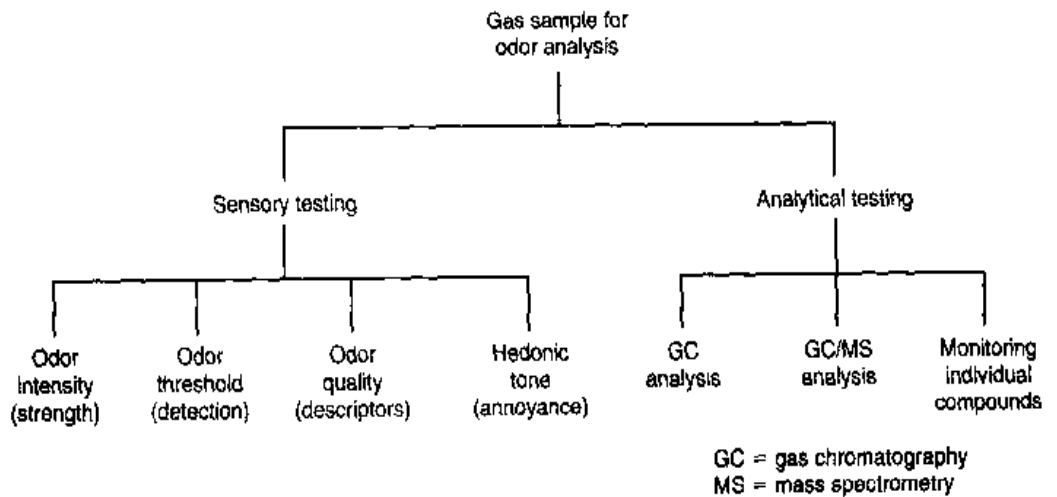 Gas sample for
odor analysis
Sensory testing
Analytical testing
Odor
intensity
(strength)
Odor
threshold
(detection)
Odor
quality
(descriptors)
Hedonic
tone
(annoyance)
GC
analysis
GC/MS
analysis
Monitoring
individual
compounds
GC = gas chromatography
MS = mass spectrometry